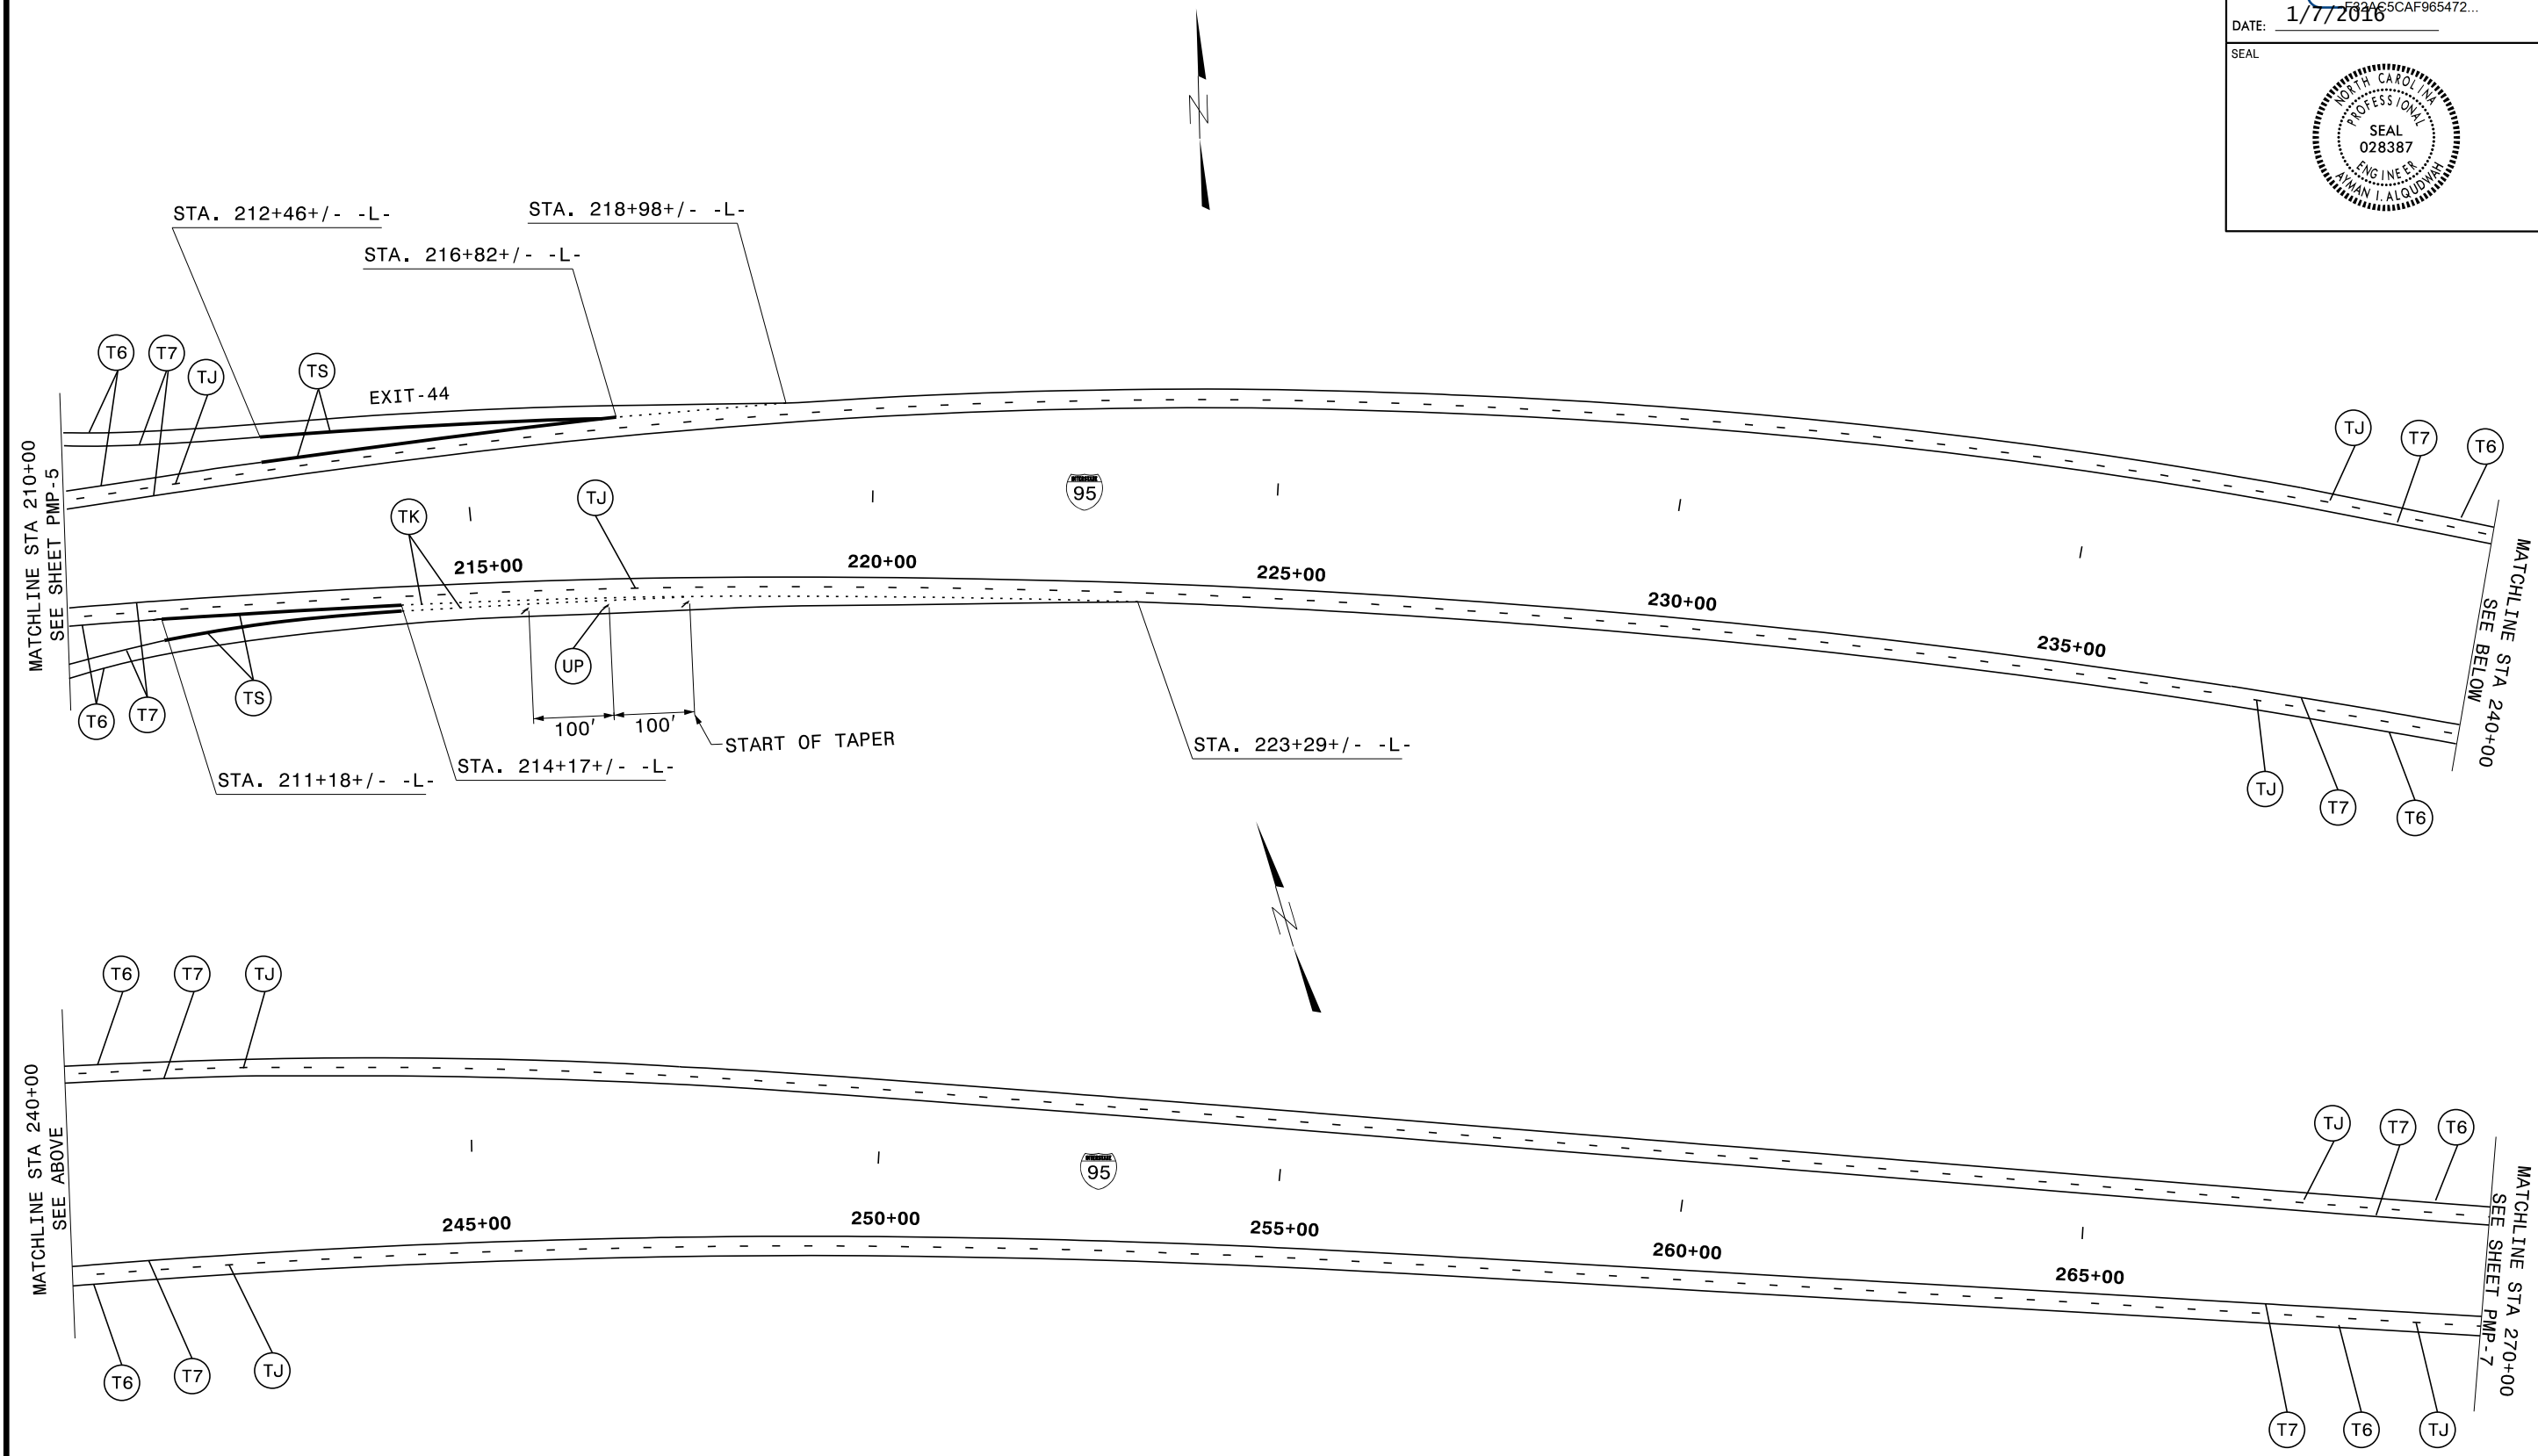 F32AC5CAF965472...
DATE: 1/7/2016
SEAL
NORTH CAROLINA
PROFESSIONAL
SEAL
028387
ENGINEER
AYMAN I. ALQUDWAH
N
STA. 212+46+/- -L-
STA. 218+98+/- -L-
STA. 216+82+/- -L-
T6
T7
TJ
TS
EXIT-44
MATCHLINE STA 210+00
SEE SHEET PMP-5
TJ
T7
T6
INTERSTATE
95
TK
TJ
215+00
220+00
225+00
230+00
235+00
MATCHLINE STA 240+00
SEE BELOW
UP
T6
T7
TS
100'
100'
START OF TAPER
STA. 211+18+/- -L-
STA. 214+17+/- -L-
STA. 223+29+/- -L-
TJ
T7
T6
N
T6
T7
TJ
MATCHLINE STA 240+00
SEE ABOVE
INTERSTATE
95
TJ
T7
T6
245+00
250+00
255+00
260+00
265+00
MATCHLINE STA 270+00
SEE SHEET PMP-7
T6
T7
TJ
T7
T6
TJ